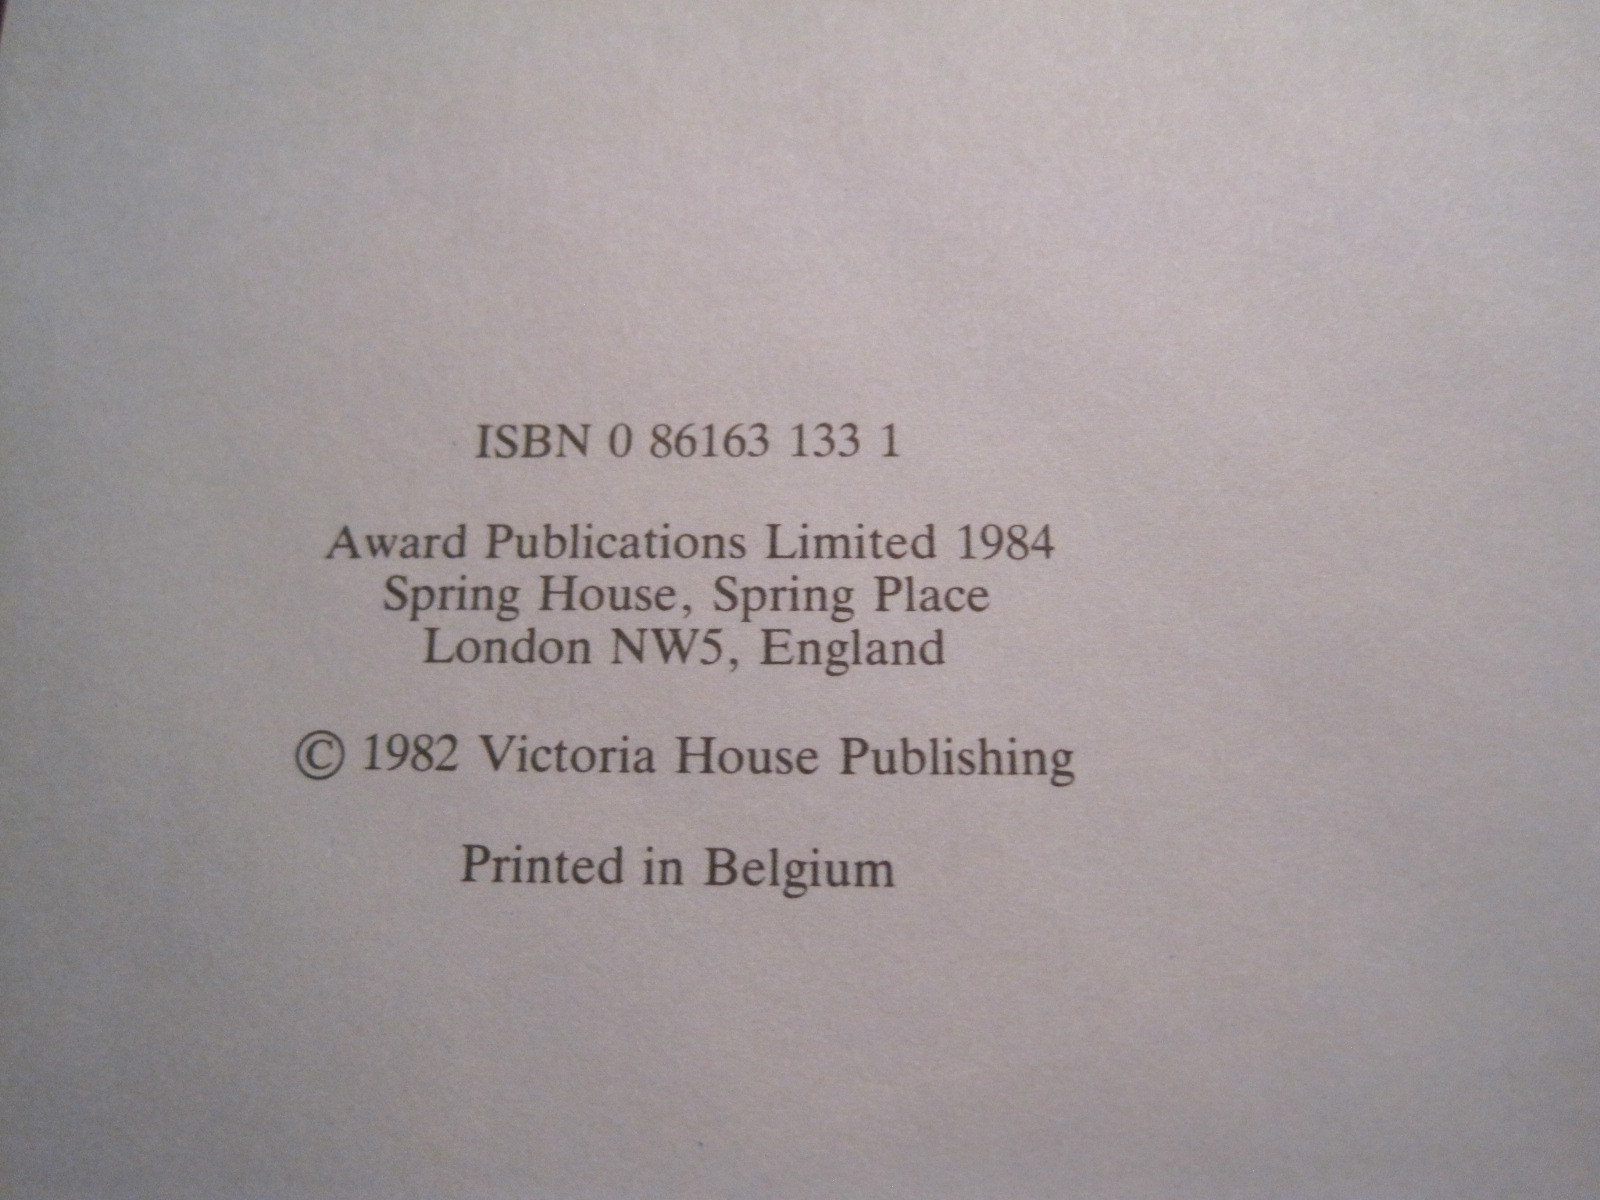 ISBN 0 86163 133 1
Award Publications Limited 1984
Spring House, Spring Place
London NW5, England
© 1982 Victoria House Publishing
Printed in Belgium